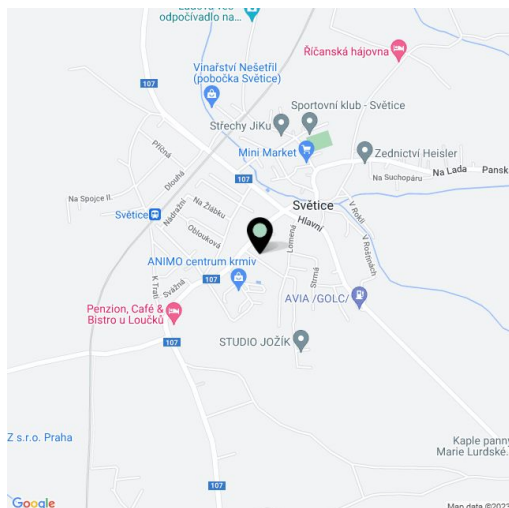 odpočívadlo na...
Říčanská hájovna
Vinařství Nešetřil
(pobočka Světice)
107
Sportovní klub - Světice
Střechy JiKu
Příčná
Mini Market
Zednictví Heisler
Na Lada
Pansk
Na Suchopáru
107
Dlouhá
Na Spojce II.
Na Žlábku
Světice
V Rokli
Nádražní
Světice
Hlavní
Oblouková
Lomená
V Roštinách
ANIMO centrum krmiv
107
Strmá
K Trati
Svážná
AVIA /GOLC/
Penzion, Café &
Bistro u Loučků
107
STUDIO JOŽÍK
Z s.r.o. Praha
Kaple panny
Marie Lurdské.
107
Google
Map data ©2023